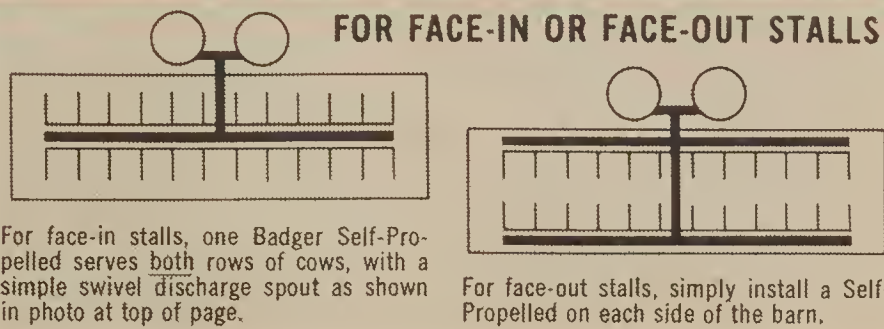 FOR FACE-IN OR FACE-OUT STALLS
For face-in stalls, one Badger Self-Pro-
pelled serves both rows of cows, with a
simple swivel discharge spout as shown
in photo at top of page.
For face-out stalls, simply install a Self
Propelled on each side of the barn.